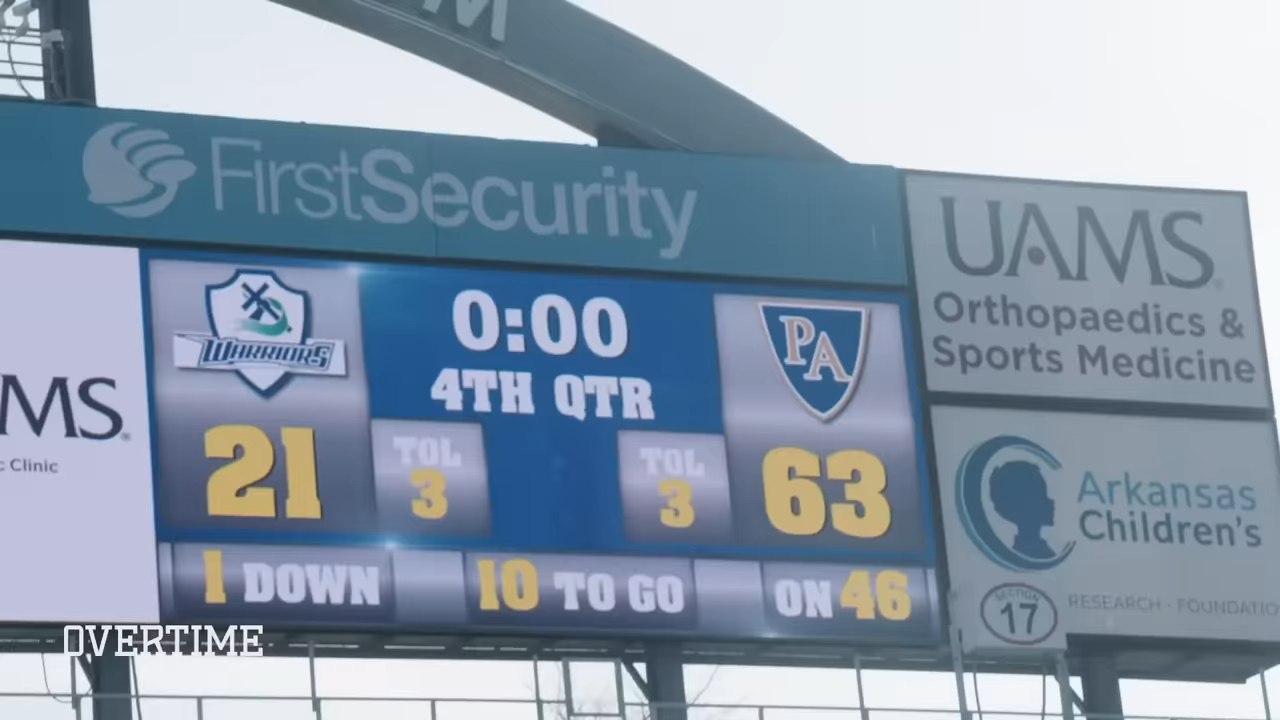 M
FirstSecurity
UAMS
Orthopaedics &
Sports Medicine
MS
c Clinic
WARRIORS
0:00
4TH QTR
PA
21
TOL
3
TOL
3
63
1 DOWN
10 TO GO
ON 46
Arkansas
Children's
RESEARCH · FOUNDATIO
SECTION
17
OVERTIME